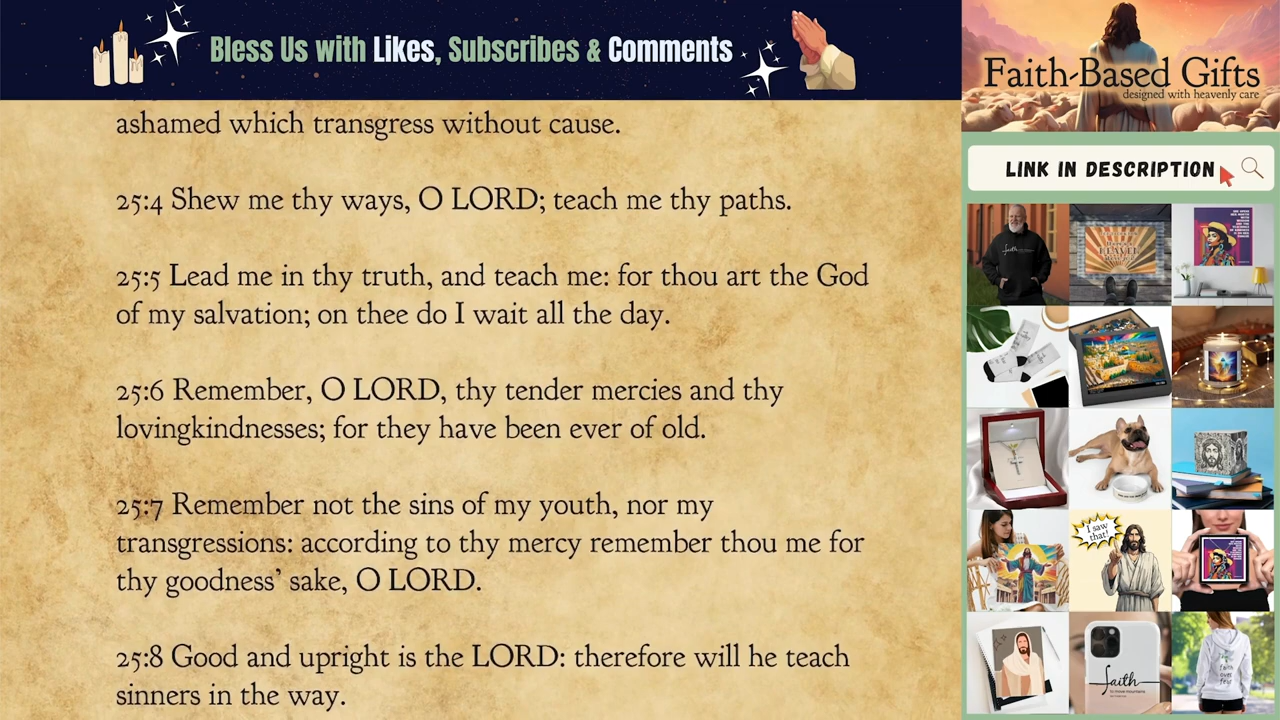 Bless Us with Likes, Subscribes & Comments
ashamed which transgress without cause.
25:4 Shew me thy ways, O LORD; teach me thy paths.
25:5 Lead me in thy truth, and teach me: for thou art the God
of my salvation; on thee do I wait all the day.
25:6 Remember, O LORD, thy tender mercies and thy
lovingkindnesses; for they have been ever of old.
25:7 Remember not the sins of my youth, nor my
transgressions: according to thy mercy remember thou me for
thy goodness’ sake, O LORD.
25:8 Good and upright is the LORD: therefore will he teach
sinners in the way.
Faith-Based Gifts
designed with heavenly care
LINK IN DESCRIPTION
faith
I saw
that!
faith
faith
over
fear